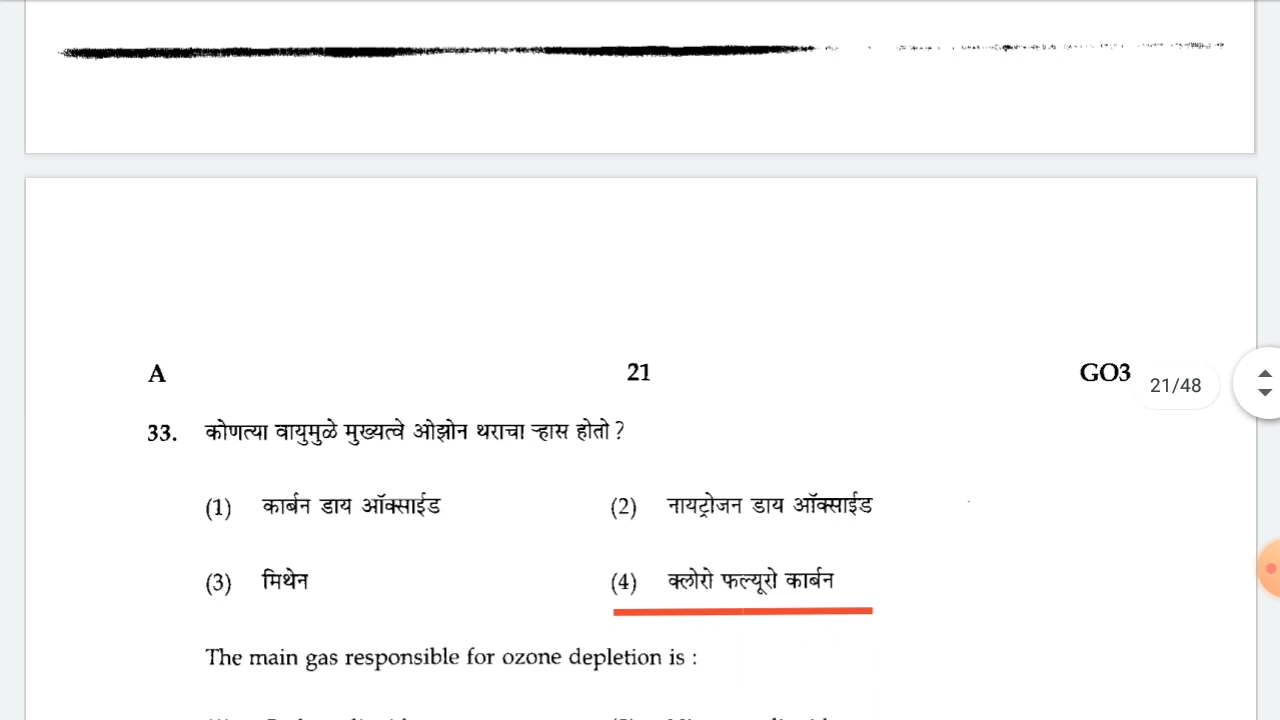 A 21 GO3
21/48
33. कोणत्या वायुमुळे मुख्यत्वे ओझोन थराचा ऱ्हास होतो ?
(1) कार्बन डाय ऑक्साईड (2) नायट्रोजन डाय ऑक्साईड
(3) मिथेन (4) क्लोरो फल्यूरो कार्बन
The main gas responsible for ozone depletion is :